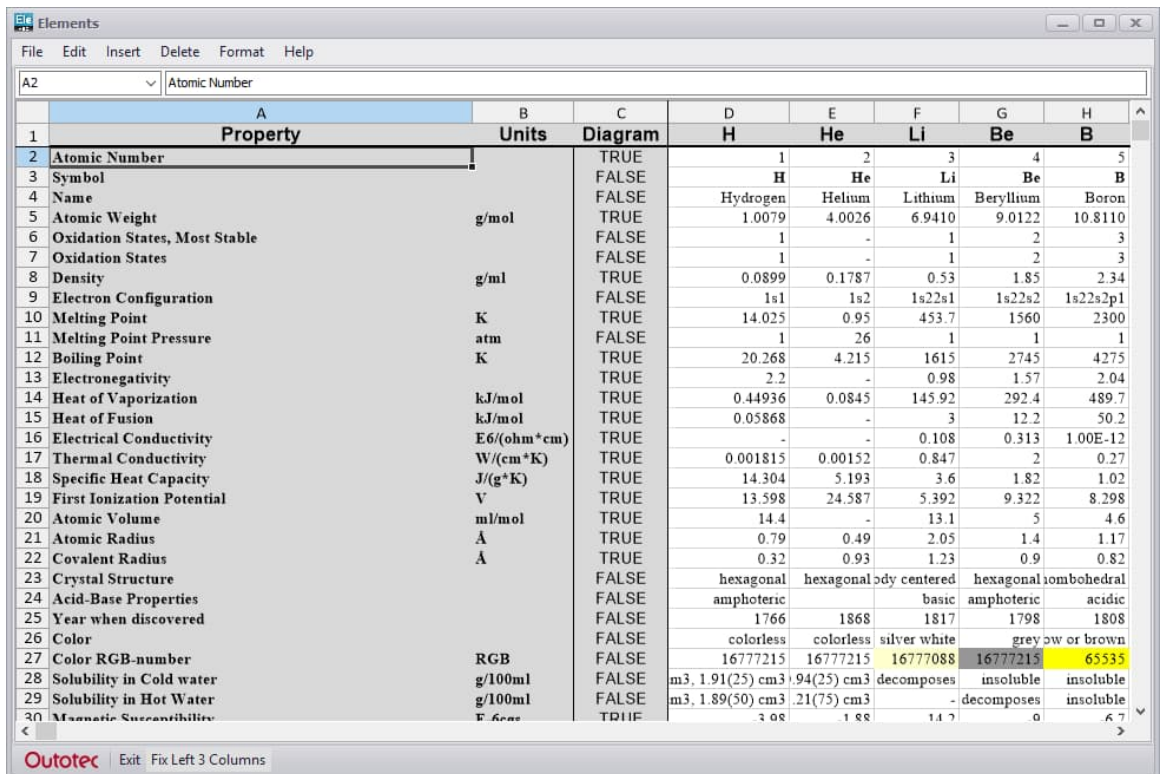 Elements
File Edit Insert Delete Format Help
A2 Atomic Number
A B C D E F G H
1 Property Units Diagram H He Li Be B
2 Atomic Number TRUE 1 2 3 4 5
3 Symbol FALSE H He Li Be B
4 Name FALSE Hydrogen Helium Lithium Beryllium Boron
5 Atomic Weight g/mol TRUE 1.0079 4.0026 6.9410 9.0122 10.8110
6 Oxidation States, Most Stable FALSE 1 - 1 2 3
7 Oxidation States FALSE 1 - 1 2 3
8 Density g/ml TRUE 0.0899 0.1787 0.53 1.85 2.34
9 Electron Configuration FALSE 1s1 1s2 1s22s1 1s22s2 1s22s2p1
10 Melting Point K TRUE 14.025 0.95 453.7 1560 2300
11 Melting Point Pressure atm FALSE 1 26 1 1 1
12 Boiling Point K TRUE 20.268 4.215 1615 2745 4275
13 Electronegativity TRUE 2.2 - 0.98 1.57 2.04
14 Heat of Vaporization kJ/mol TRUE 0.44936 0.0845 145.92 292.4 489.7
15 Heat of Fusion kJ/mol TRUE 0.05868 - 3 12.2 50.2
16 Electrical Conductivity E6/(ohm*cm) TRUE - - 0.108 0.313 1.00E-12
17 Thermal Conductivity W/(cm*K) TRUE 0.001815 0.00152 0.847 2 0.27
18 Specific Heat Capacity J/(g*K) TRUE 14.304 5.193 3.6 1.82 1.02
19 First Ionization Potential V TRUE 13.598 24.587 5.392 9.322 8.298
20 Atomic Volume ml/mol TRUE 14.4 - 13.1 5 4.6
21 Atomic Radius Å TRUE 0.79 0.49 2.05 1.4 1.17
22 Covalent Radius Å TRUE 0.32 0.93 1.23 0.9 0.82
23 Crystal Structure FALSE hexagonal hexagonal ody centered hexagonal ombohedral
24 Acid-Base Properties FALSE amphoteric basic amphoteric acidic
25 Year when discovered FALSE 1766 1868 1817 1798 1808
26 Color FALSE colorless colorless silver white grey ow or brown
27 Color RGB-number RGB FALSE 16777215 16777215 16777088 16777215 65535
28 Solubility in Cold water g/100ml FALSE m3, 1.91(25) cm3 .94(25) cm3 decomposes insoluble insoluble
29 Solubility in Hot Water g/100ml FALSE m3, 1.89(50) cm3 .21(75) cm3 - decomposes insoluble
30 Magnetic Susceptibility E-6cgs TRUE -3.98 -1.88 14.2 -9 -6.7
Outotec Exit Fix Left 3 Columns